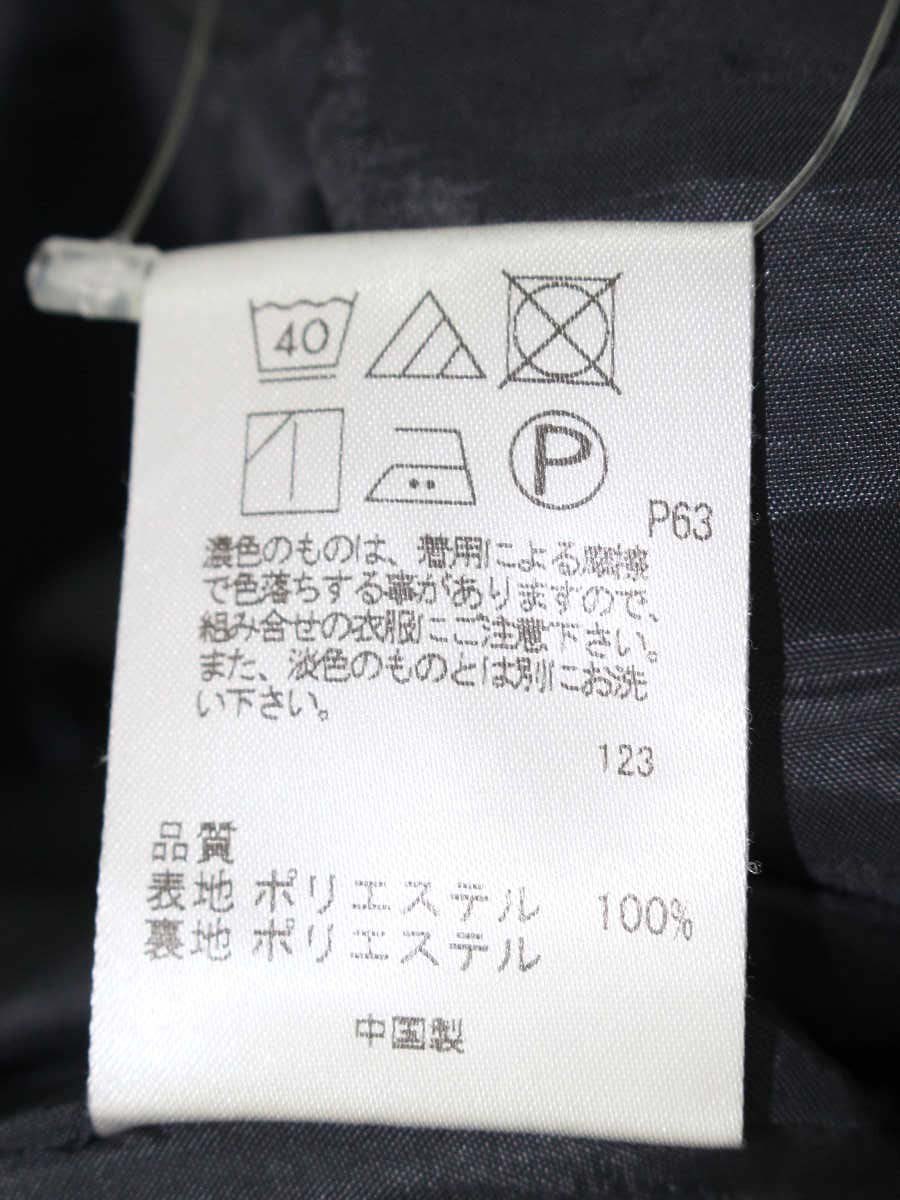 40
P
P63
濃色のものは、着用による摩擦
で色落ちする事がありますので、
組み合せの衣服にご注意下さい。
また、淡色のものとは別にお洗
い下さい。
123
品質
表地 ポリエステル 100%
裏地 ポリエステル
中国製